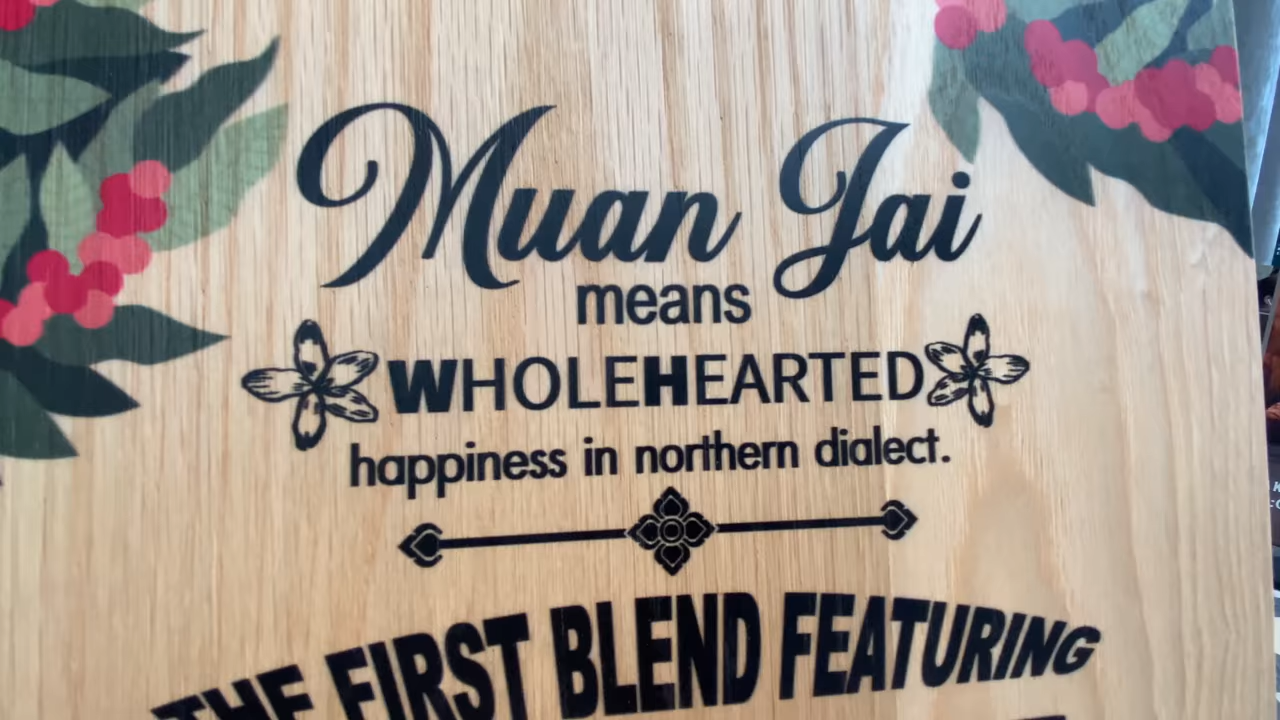 Muan Jai
means
WHOLEHEARTED
happiness in northern dialect.
THE FIRST BLEND FEATURING